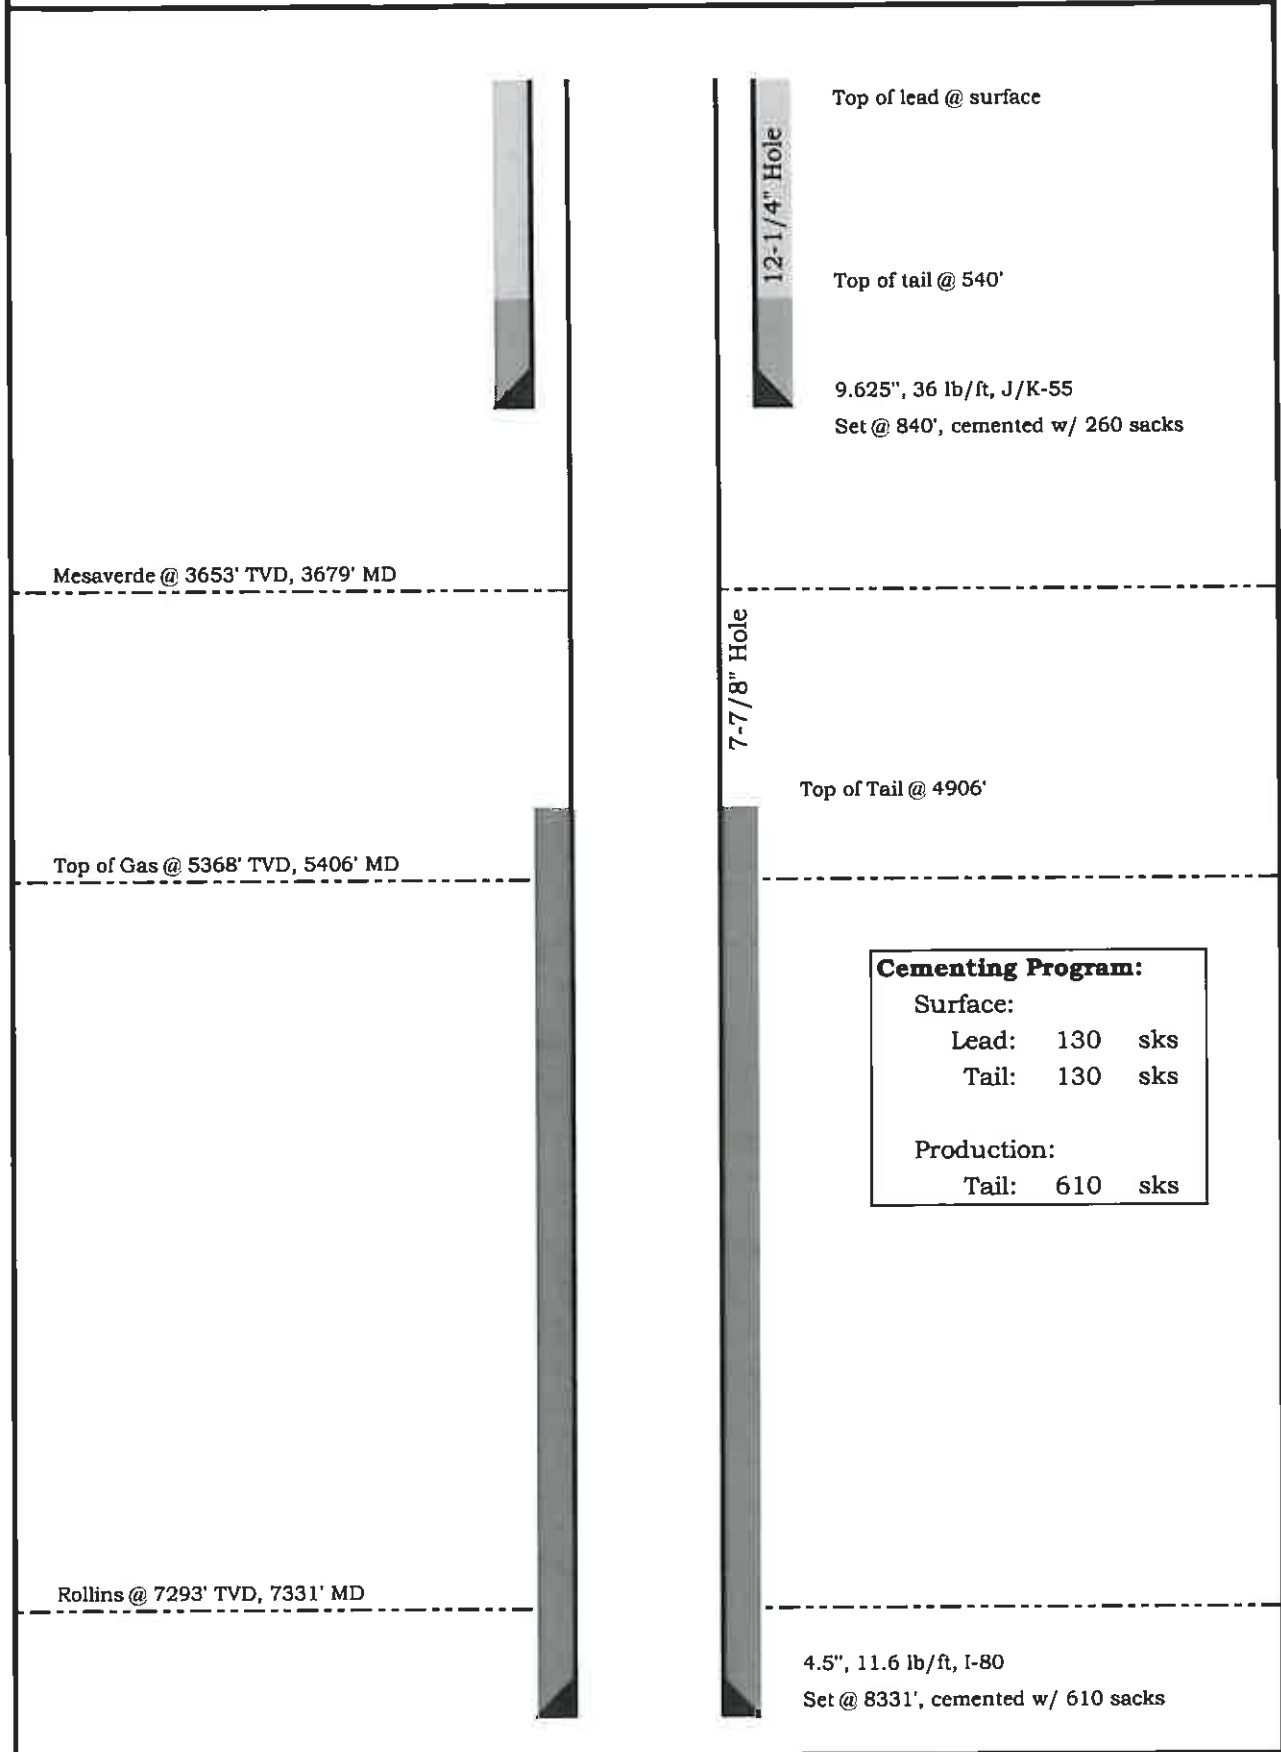 Top of lead @ surface
12-1/4" Hole
Top of tail @ 540'
9.625", 36 lb/ft, J/K-55
Set @ 840', cemented w/ 260 sacks
Mesaverde @ 3653' TVD, 3679' MD
7-7/8" Hole
Top of Tail @ 4906'
Top of Gas @ 5368' TVD, 5406' MD
Cementing Program:
Surface:
Lead: 130 sks
Tail: 130 sks
Production:
Tail: 610 sks
Rollins @ 7293' TVD, 7331' MD
4.5", 11.6 lb/ft, I-80
Set @ 8331', cemented w/ 610 sacks